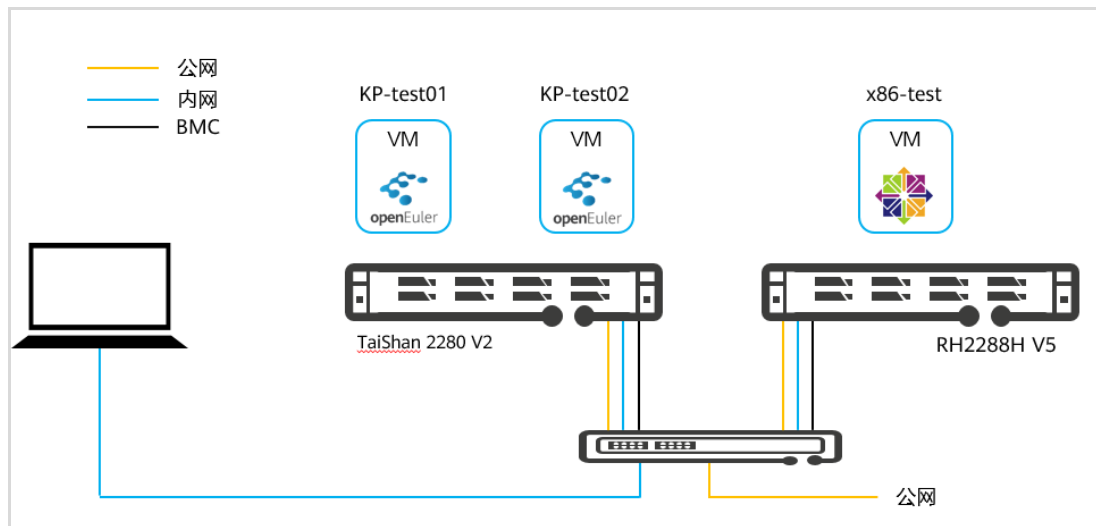 公网
内网
BMC
KP-test01
KP-test02
x86-test
VM
VM
VM
openEuler
openEuler
TaiShan 2280 V2
RH2288H V5
公网